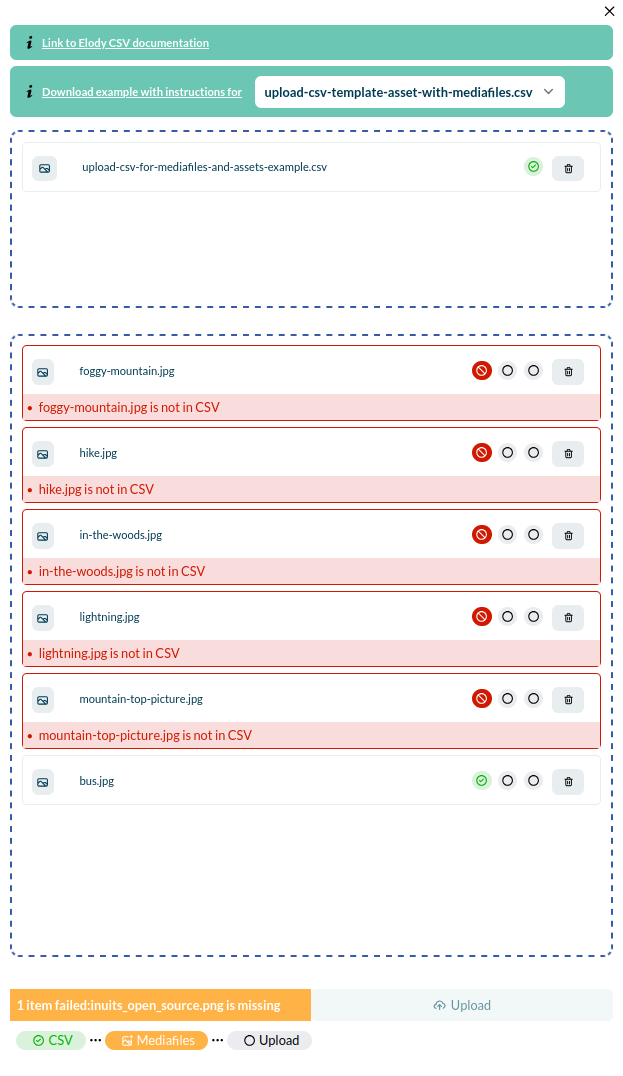 Link to Elody CSV documentation
Download example with instructions for upload-csv-template-asset-with-mediafiles.csv
upload-csv-for-mediafiles-and-assets-example.csv
foggy-mountain.jpg
• foggy-mountain.jpg is not in CSV
hike.jpg
• hike.jpg is not in CSV
in-the-woods.jpg
• in-the-woods.jpg is not in CSV
lightning.jpg
• lightning.jpg is not in CSV
mountain-top-picture.jpg
• mountain-top-picture.jpg is not in CSV
bus.jpg
1 item failed:inuits_open_source.png is missing Upload
CSV ••• Mediafiles ••• Upload